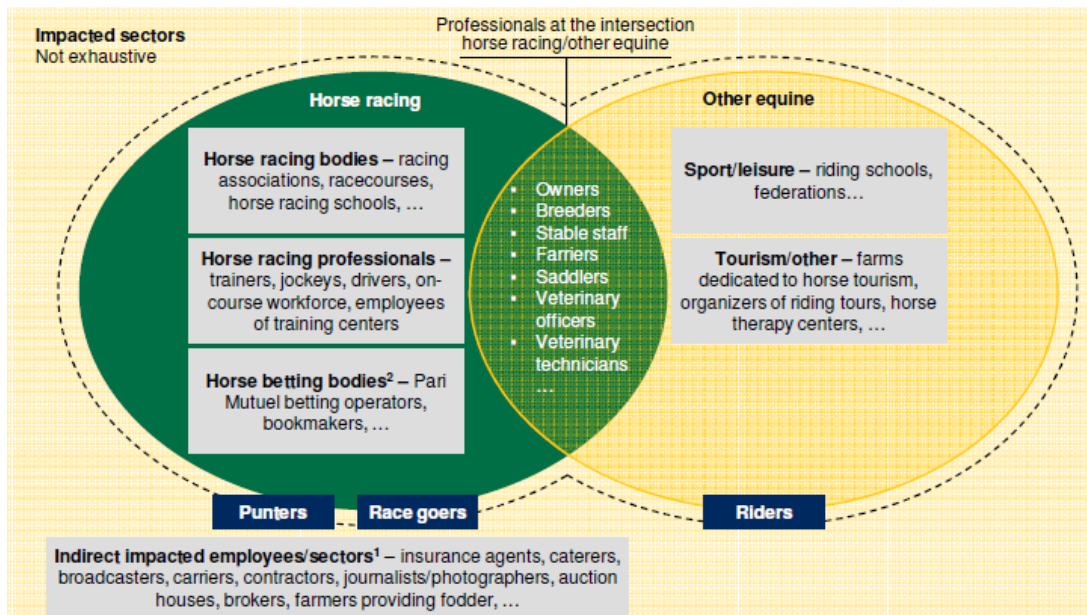 Impacted sectors
Not exhaustive
Professionals at the intersection
horse racing/other equine
Horse racing
Horse racing bodies – racing
associations, racecourses,
horse racing schools, …
Horse racing professionals –
trainers, jockeys, drivers, on-
course workforce, employees
of training centers
Horse betting bodies² – Pari
Mutuel betting operators,
bookmakers, …
▪ Owners
▪ Breeders
▪ Stable staff
▪ Farriers
▪ Saddlers
▪ Veterinary
officers
▪ Veterinary
technicians
…
Other equine
Sport/leisure – riding schools,
federations…
Tourism/other – farms
dedicated to horse tourism,
organizers of riding tours, horse
therapy centers, …
Punters
Race goers
Riders
Indirect impacted employees/sectors¹ – insurance agents, caterers,
broadcasters, carriers, contractors, journalists/photographers, auction
houses, brokers, farmers providing fodder, …